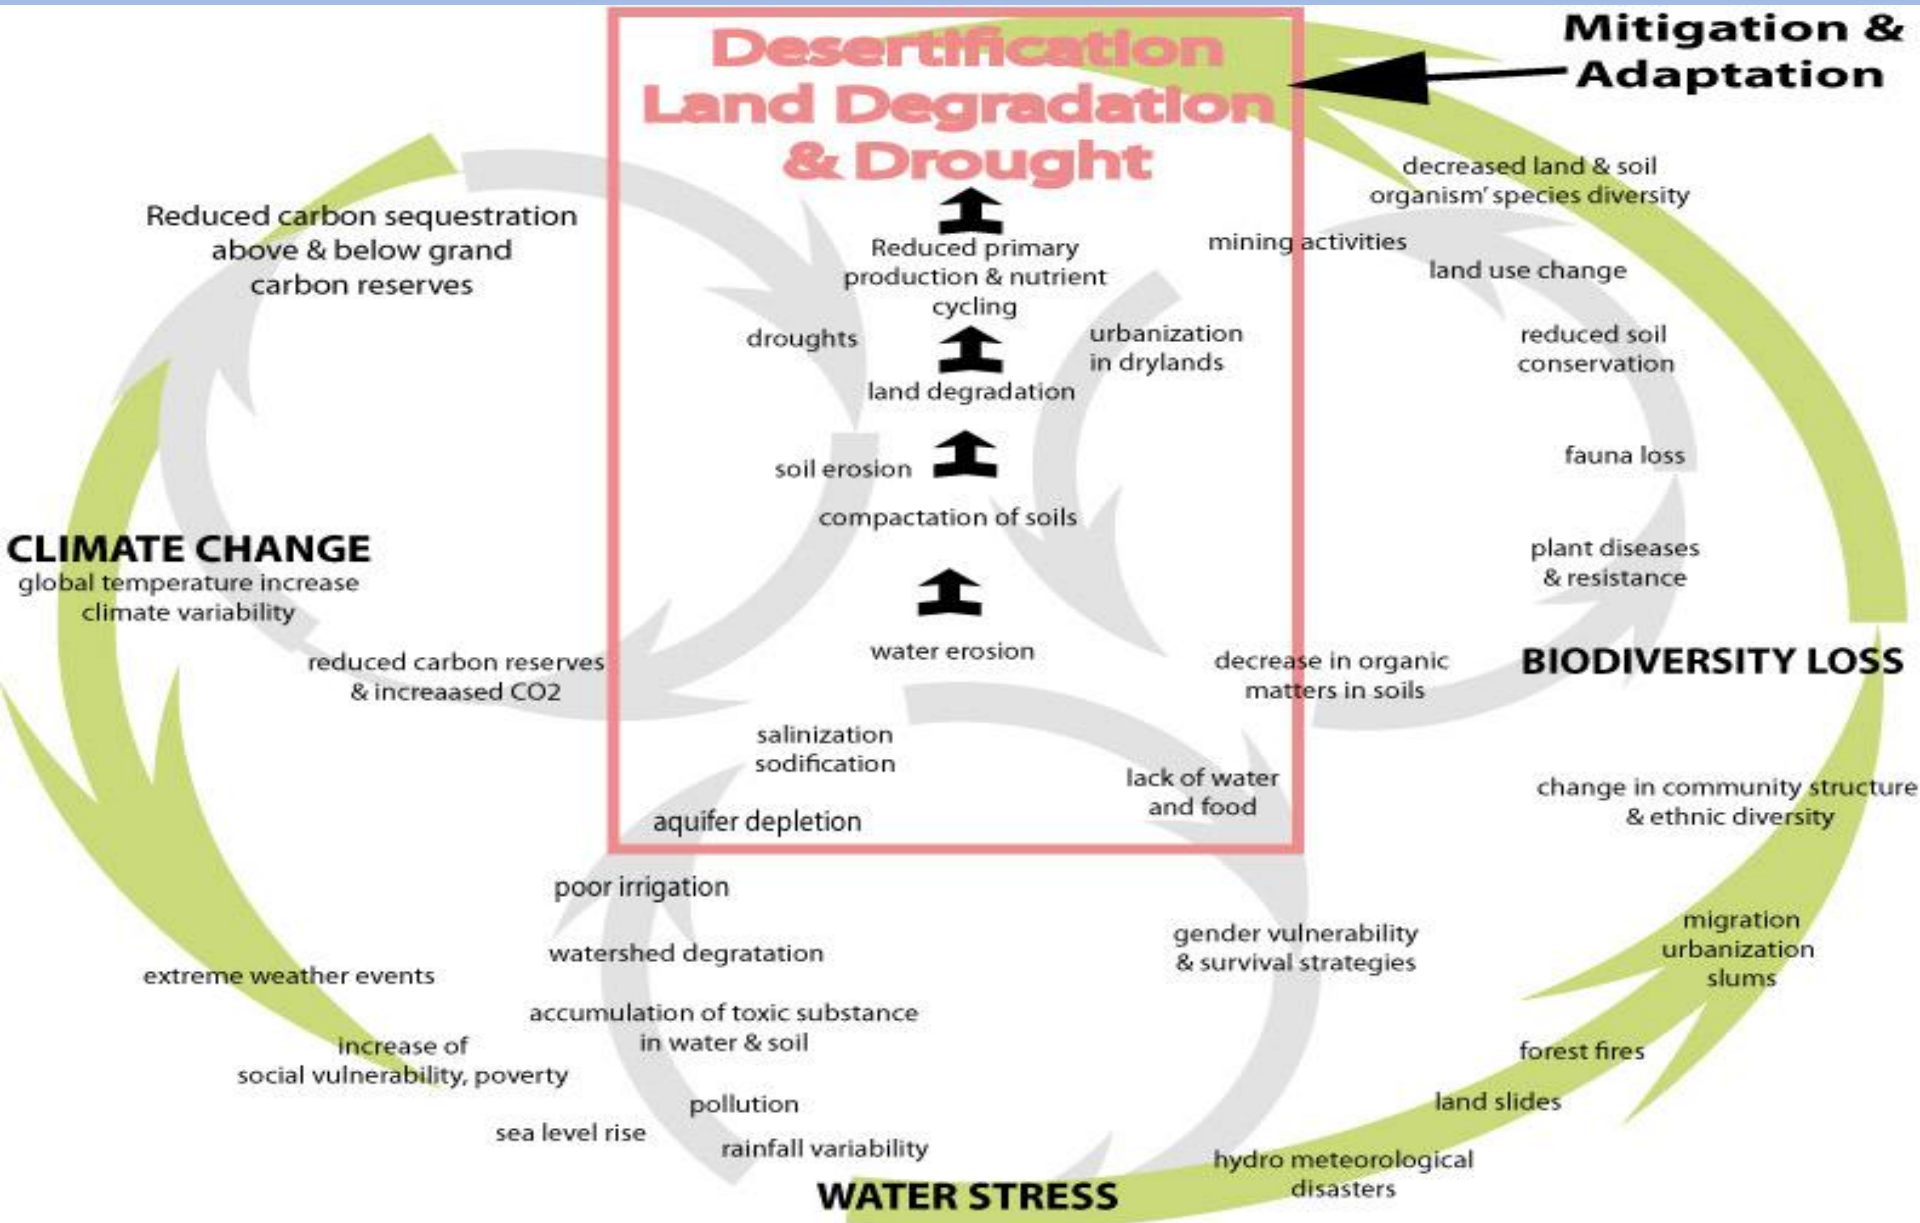 Desertification
Land Degradation
& Drought
Mitigation &
Adaptation
Reduced carbon sequestration
above & below grand
carbon reserves
Reduced primary
production & nutrient
cycling
droughts
urbanization
in drylands
land degradation
soil erosion
compactation of soils
water erosion
salinization
sodification
aquifer depletion
lack of water
and food
decreased land & soil
organism' species diversity
mining activities
land use change
reduced soil
conservation
fauna loss
plant diseases
& resistance
decrease in organic
matters in soils
BIODIVERSITY LOSS
change in community structure
& ethnic diversity
migration
urbanization
slums
forest fires
land slides
hydro meteorological
disasters
gender vulnerability
& survival strategies
CLIMATE CHANGE
global temperature increase
climate variability
reduced carbon reserves
& increaased CO2
poor irrigation
watershed degratation
extreme weather events
accumulation of toxic substance
in water & soil
increase of
social vulnerability, poverty
pollution
sea level rise
rainfall variability
WATER STRESS